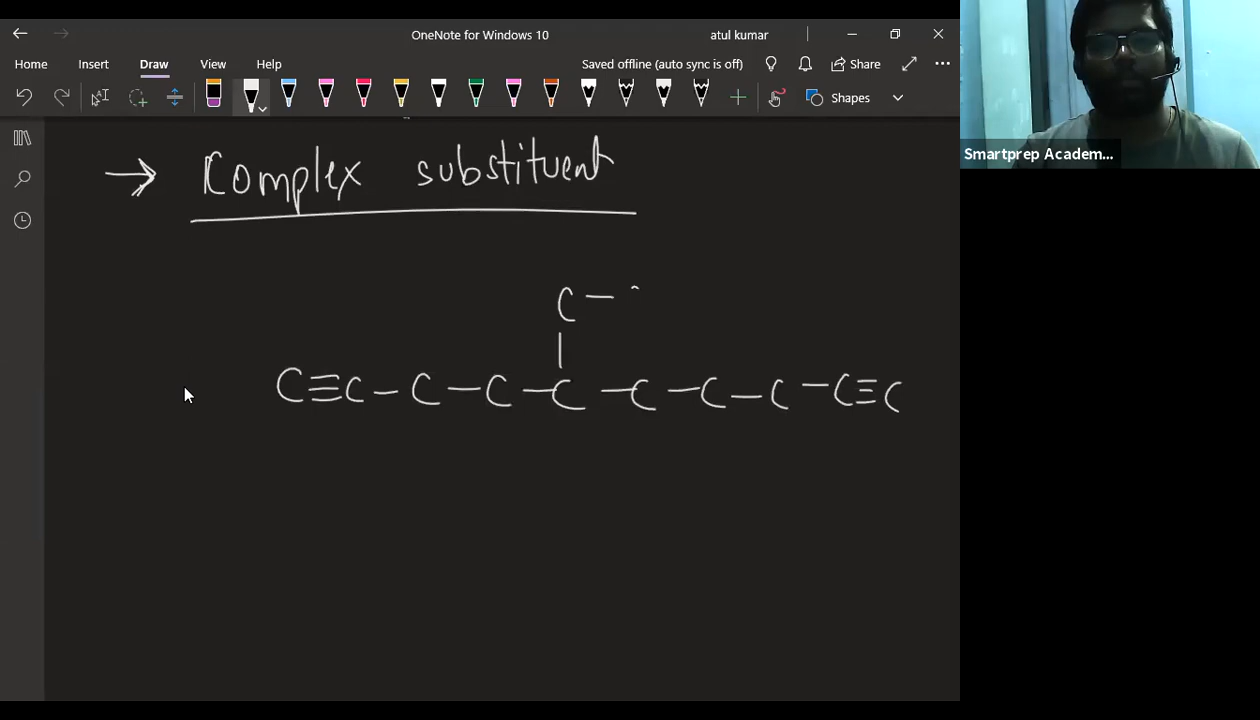 OneNote for Windows 10
atul kumar
Home Insert Draw View Help
Saved offline (auto sync is off)
Share
Shapes
Smartprep Academ...
→ Complex substituent
C –
|
C≡C – C – C – C – C – C – C – C≡C